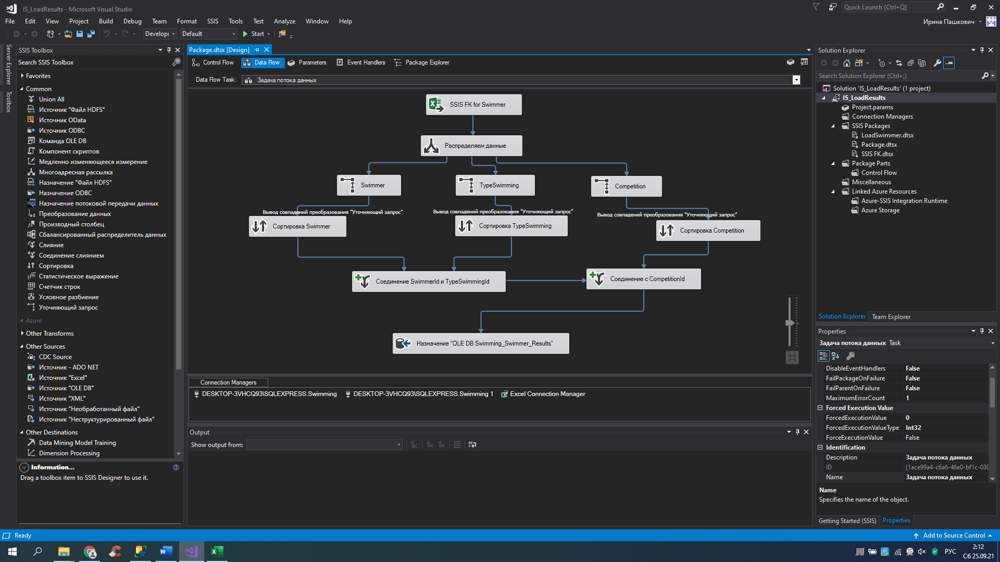 IS_LoadResults - Microsoft Visual Studio
Quick Launch (Ctrl+Q)
File Edit View Project Build Debug Team Format SSIS Tools Test Analyze Window Help
Ирина Пашкович
Developı Default Start
Server Explorer
Toolbox
SSIS Toolbox
Search SSIS Toolbox
Favorites
Common
Union All
Источник "Файл HDFS"
Источник OData
Источник ODBC
Команда OLE DB
Компонент скриптов
Медленно изменяющееся измерение
Многоадресная рассылка
Назначение "Файл HDFS"
Назначение ODBC
Назначение потоковой передачи данных
Преобразование данных
Производный столбец
Сбалансированный распределитель данных
Слияние
Соединение слиянием
Сортировка
Статистическое выражение
Счетчик строк
Условное разбиение
Уточняющий запрос
Azure
Other Transforms
Other Sources
CDC Source
Источник - ADO NET
Источник "Excel"
Источник "OLE DB"
Источник "XML"
Источник "Необработанный файл"
Источник "Неструктурированный файл"
Other Destinations
Data Mining Model Training
Dimension Processing
Information...
Drag a toolbox item to SSIS Designer to use it.
Package.dtsx [Design]
Control Flow Data Flow Parameters Event Handlers Package Explorer
Data Flow Task: Задача потока данных
SSIS FK for Swimmer
Распределяем данные
Swimmer
TypeSwimming
Competition
Вывод совпадений преобразования "Уточняющий запрос"
Вывод совпадений преобразования "Уточняющий запрос"
Вывод совпадений преобразования "Уточняющий запрос"
Сортировка Swimmer
Сортировка TypeSwimming
Сортировка Competition
Соединение SwimmerId и TypeSwimmingId
Соединение с CompetitionId
Назначение "OLE DB Swimming_Swimmer_Results"
Connection Managers
DESKTOP-3VHCQ93\SQLEXPRESS.Swimming
DESKTOP-3VHCQ93\SQLEXPRESS.Swimming 1
Excel Connection Manager
Output
Show output from:
Solution Explorer
Search Solution Explorer (Ctrl+;)
Solution 'IS_LoadResults' (1 project)
IS_LoadResults
Project.params
Connection Managers
SSIS Packages
LoadSwimmer.dtsx
Package.dtsx
SSIS FK.dtsx
Package Parts
Control Flow
Miscellaneous
Linked Azure Resources
Azure-SSIS Integration Runtime
Azure Storage
Solution Explorer Team Explorer
Properties
Задача потока данных Task
DisableEventHandlers False
FailPackageOnFailure False
FailParentOnFailure False
MaximumErrorCount 1
Forced Execution Value
ForcedExecutionValue 0
ForcedExecutionValueType Int32
ForceExecutionValue False
Identification
Description Задача потока данных
ID {1ace99a4-c6a6-46e0-bf1c-030
Name Задача потока данных
Name
Specifies the name of the object.
Getting Started (SSIS) Properties
Ready
Add to Source Control
РУС
2:12
Сб 25.09.21